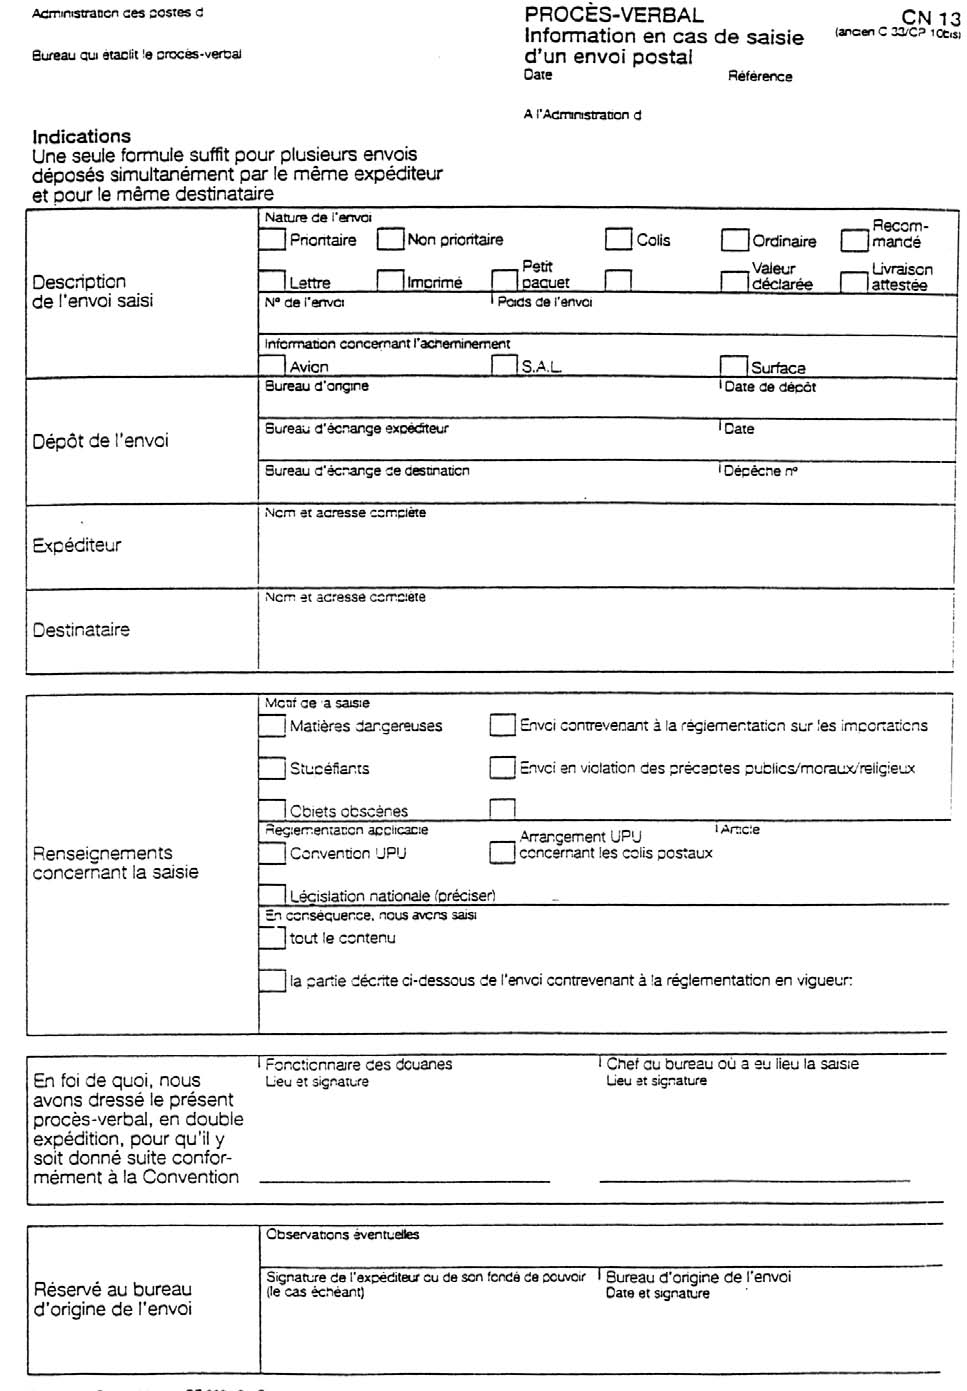 Administration des postes d
Bureau qui établit le procès-verbal
PROCÈS-VERBAL
Information en cas de saisie
d'un envoi postal
CN 13
(ancien C 33/CP 10bis)
Date
Référence
A l'Administration d
Indications
Une seule formule suffit pour plusieurs envois
déposés simultanément par le même expéditeur
et pour le même destinataire
Description
de l'envoi saisi
Nature de l'envoi
Prioritaire
Non prioritaire
Colis
Ordinaire
Recom-
mandé
Lettre
Imprimé
Petit
paquet
Valeur
déclarée
Livraison
attestée
Nº de l'envoi
Poids de l'envoi
Information concernant l'acheminement
Avion
S.A.L.
Surface
Dépôt de l'envoi
Bureau d'origine
Date de dépôt
Bureau d'échange expéditeur
Date
Bureau d'échange de destination
Dépêche nº
Expéditeur
Nom et adresse complète
Destinataire
Nom et adresse complète
Renseignements
concernant la saisie
Motif de la saisie
Matières dangereuses
Envoi contrevenant à la réglementation sur les importations
Stupéfiants
Envoi en violation des préceptes publics/moraux/religieux
Objets obscènes
Réglementation applicable
Article
Convention UPU
Arrangement UPU
concernant les colis postaux
Législation nationale (préciser)
En conséquence, nous avons saisi
tout le contenu
la partie décrite ci-dessous de l'envoi contrevenant à la réglementation en vigueur:
En foi de quoi, nous
avons dressé le présent
procès-verbal, en double
expédition, pour qu'il y
soit donné suite confor-
mément à la Convention
Fonctionnaire des douanes
Lieu et signature
Chef du bureau où a eu lieu la saisie
Lieu et signature
Réservé au bureau
d'origine de l'envoi
Observations éventuelles
Signature de l'expéditeur ou de son fondé de pouvoir
(le cas échéant)
Bureau d'origine de l'envoi
Date et signature